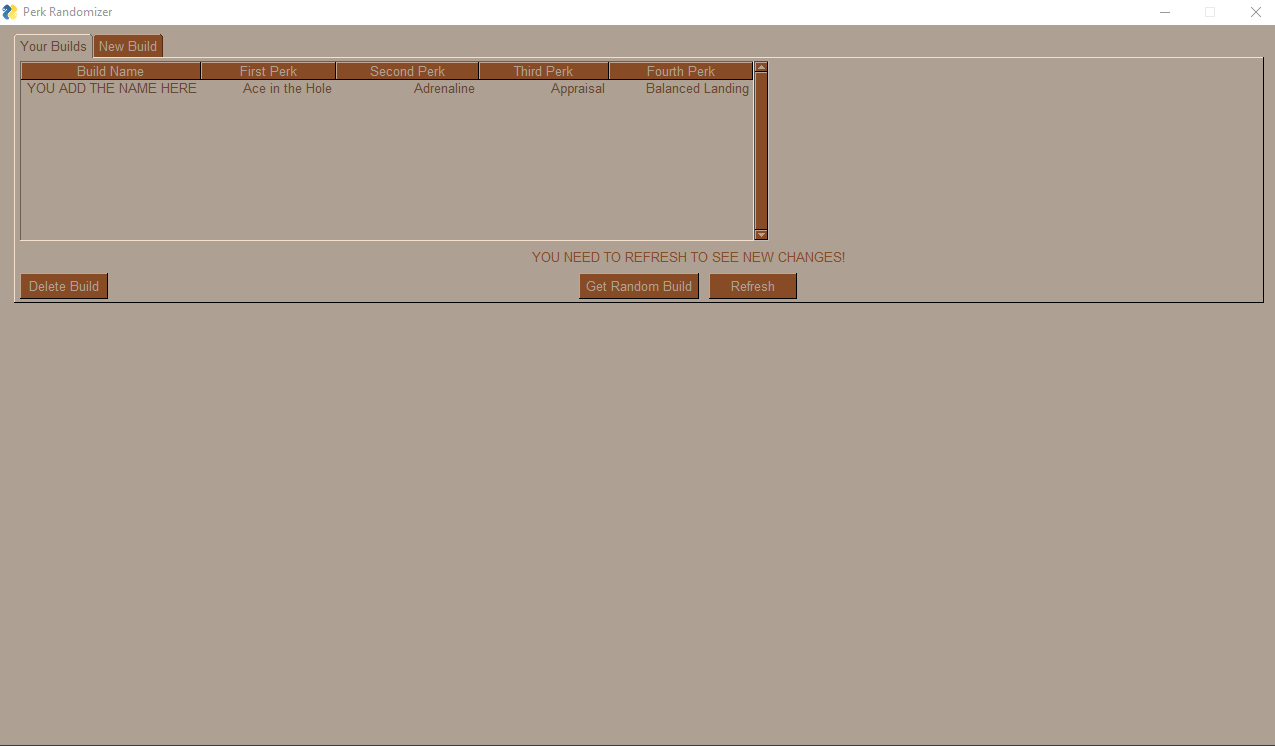 Perk Randomizer
Your Builds New Build
Build Name First Perk Second Perk Third Perk Fourth Perk
YOU ADD THE NAME HERE Ace in the Hole Adrenaline Appraisal Balanced Landing
YOU NEED TO REFRESH TO SEE NEW CHANGES!
Delete Build Get Random Build Refresh